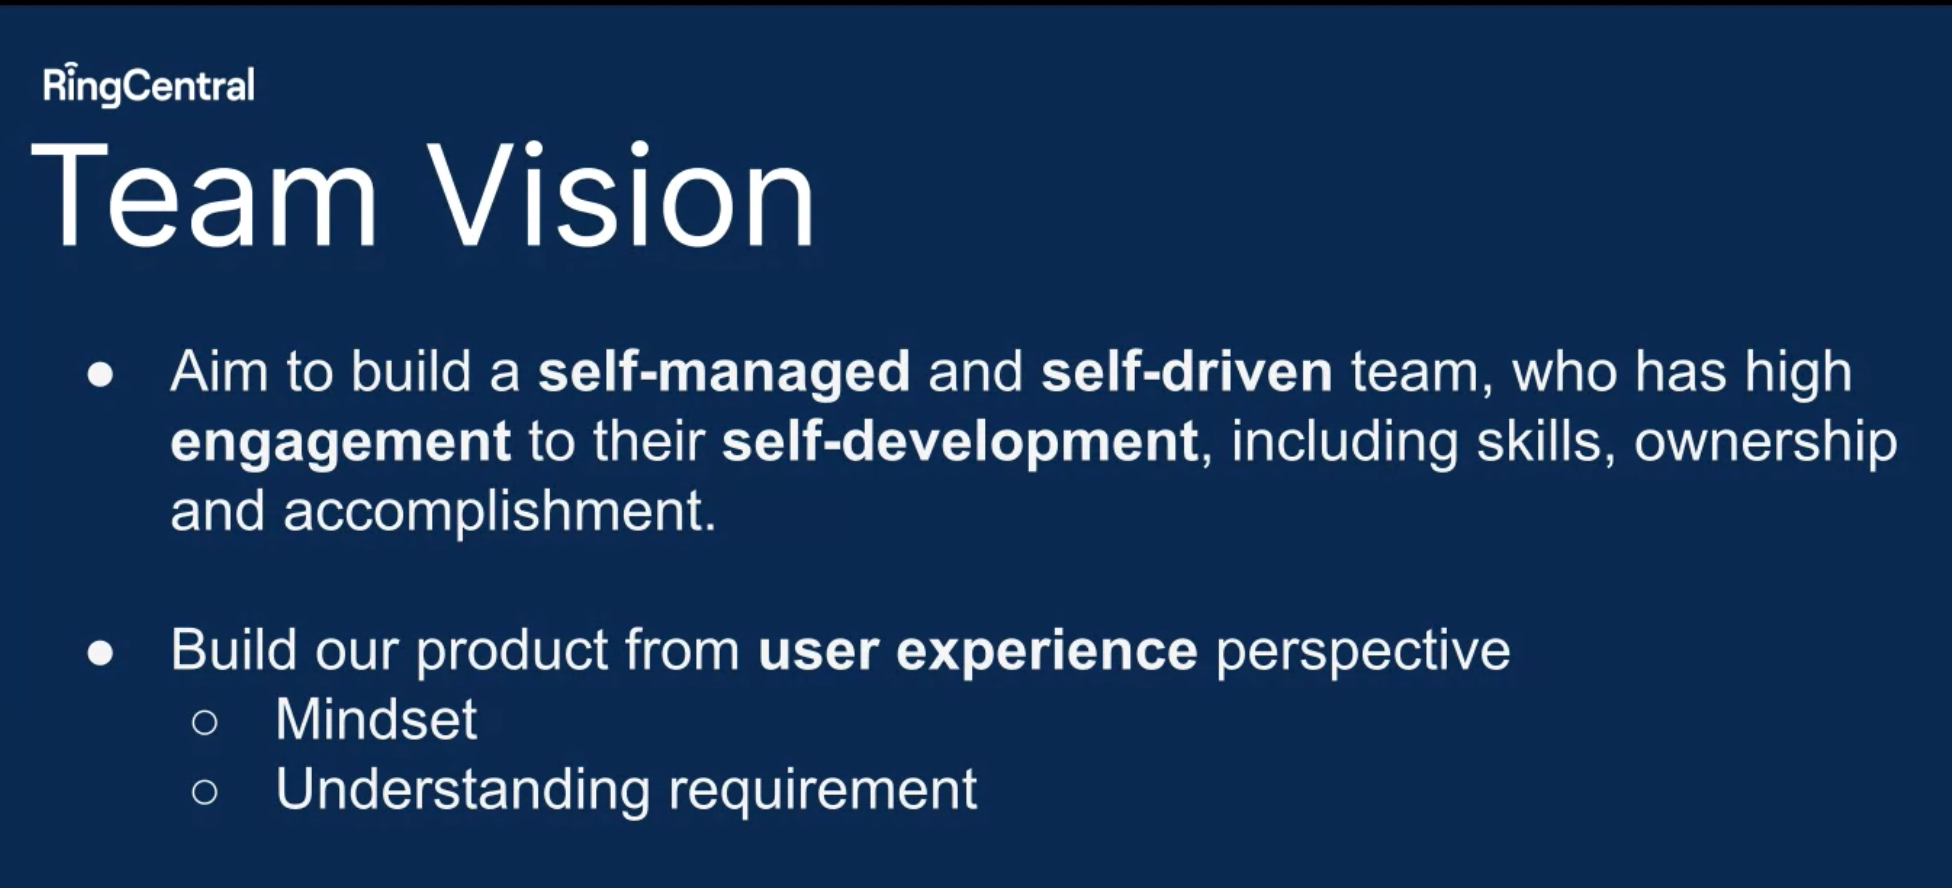 RingCentral
Team Vision
● Aim to build a self-managed and self-driven team, who has high
engagement to their self-development, including skills, ownership
and accomplishment.
● Build our product from user experience perspective
○ Mindset
○ Understanding requirement